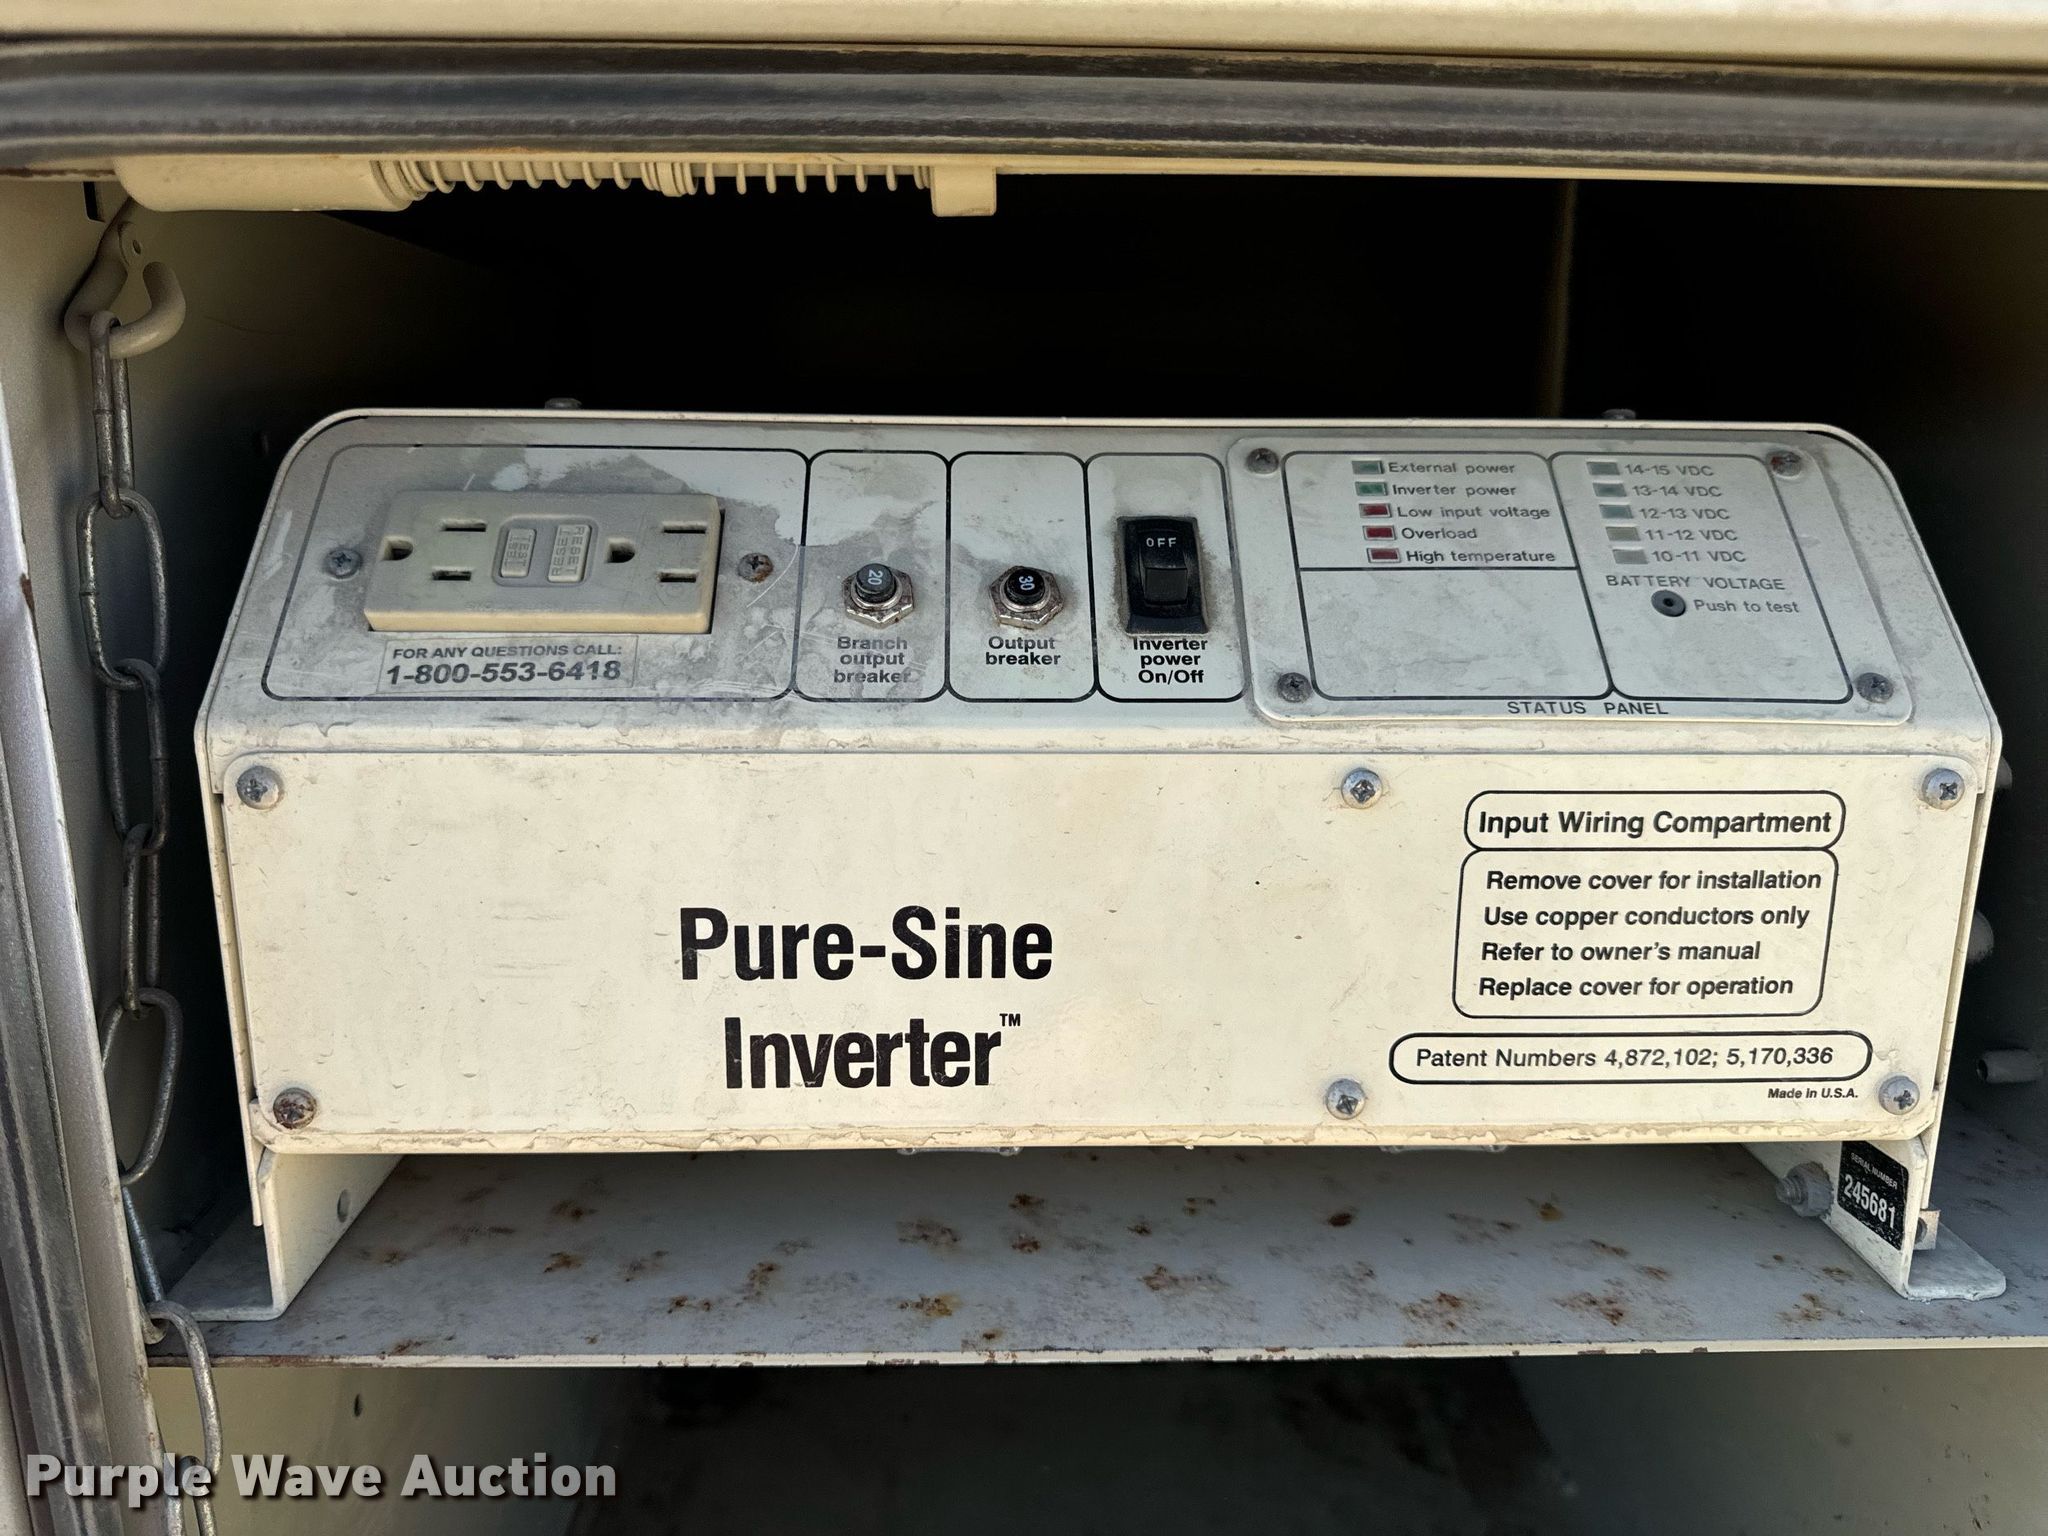 TEST
TEST
RESET
RESET
FOR ANY QUESTIONS CALL:
1-800-553-6418
20
Branch
output
breaker
30
Output
breaker
OFF
Inverter
power
On/Off
External power
Inverter power
Low input voltage
Overload
High temperature
14-15 VDC
13-14 VDC
12-13 VDC
11-12 VDC
10-11 VDC
BATTERY VOLTAGE
Push to test
STATUS PANEL
Pure-Sine
Inverter™
Input Wiring Compartment
Remove cover for installation
Use copper conductors only
Refer to owner's manual
Replace cover for operation
Patent Numbers 4,872,102; 5,170,336
Made in U.S.A.
SERIAL NUMBER
245681
Purple Wave Auction